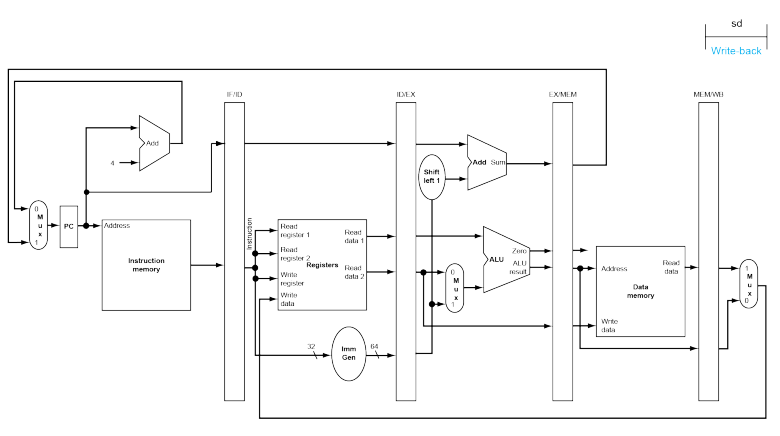 sd
Write-back
IF/ID
ID/EX
EX/MEM
MEM/WB
Add
4
Add Sum
Shift
left 1
0
M
u
x
1
PC
Address
Instruction
memory
Instruction
Read
register 1
Read
register 2
Write
register
Write
data
Registers
Read
data 1
Read
data 2
0
M
u
x
1
ALU
Zero
ALU
result
Address
Write
data
Data
memory
Read
data
1
M
u
x
0
32
Imm
Gen
64